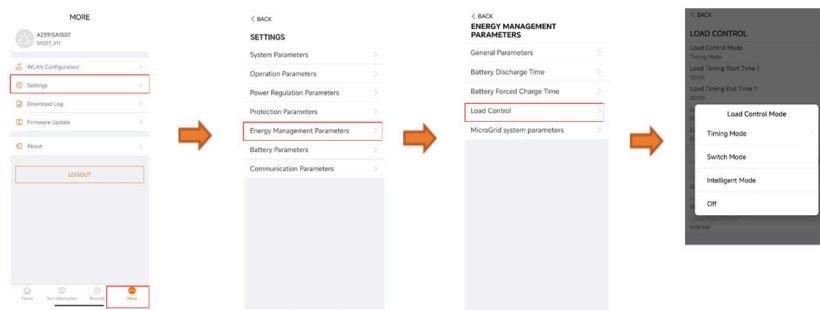 MORE
A2391SA1507
SH25T_V11
WLAN Configuration
Settings
Download Log
Firmware Update
About
LOGOUT
Home
Run Information
Records
More
< BACK
SETTINGS
System Parameters
Operation Parameters
Power Regulation Parameters
Protection Parameters
Energy Management Parameters
Battery Parameters
Communication Parameters
< BACK
ENERGY MANAGEMENT
PARAMETERS
General Parameters
Battery Discharge Time
Battery Forced Charge Time
Load Control
MicroGrid system parameters
< BACK
LOAD CONTROL
Load Control Mode
Timing Mode
Load Timing Start Time 1
00:00
Load Timing End Time 1
00:00
Load Control Mode
Timing Mode
Switch Mode
Intelligent Mode
Off
0.00 kW